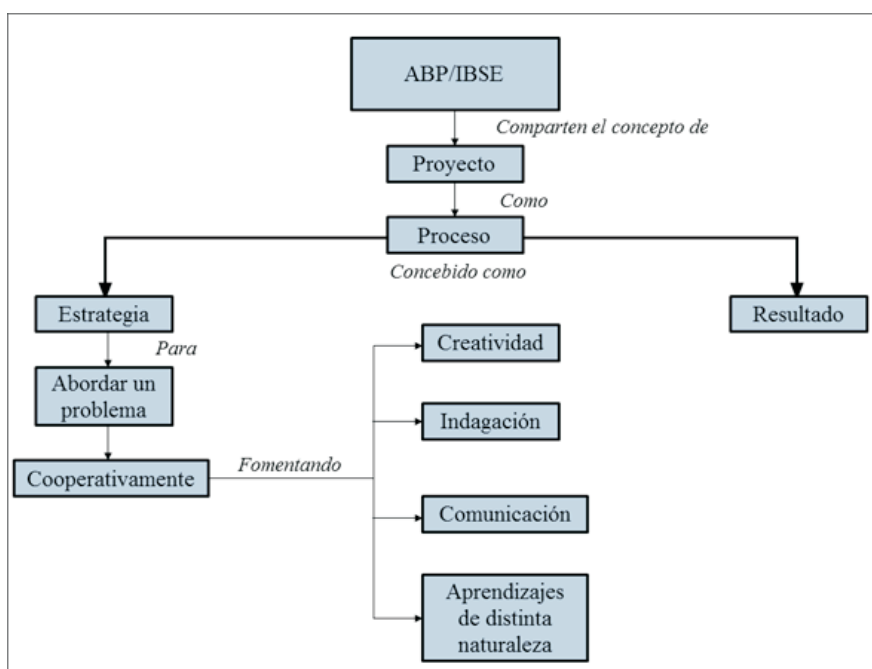 ABP/IBSE
Comparten el concepto de
Proyecto
Como
Proceso
Concebido como
Estrategia
Resultado
Para
Abordar un
problema
Cooperativamente
Fomentando
Creatividad
Indagación
Comunicación
Aprendizajes
de distinta
naturaleza